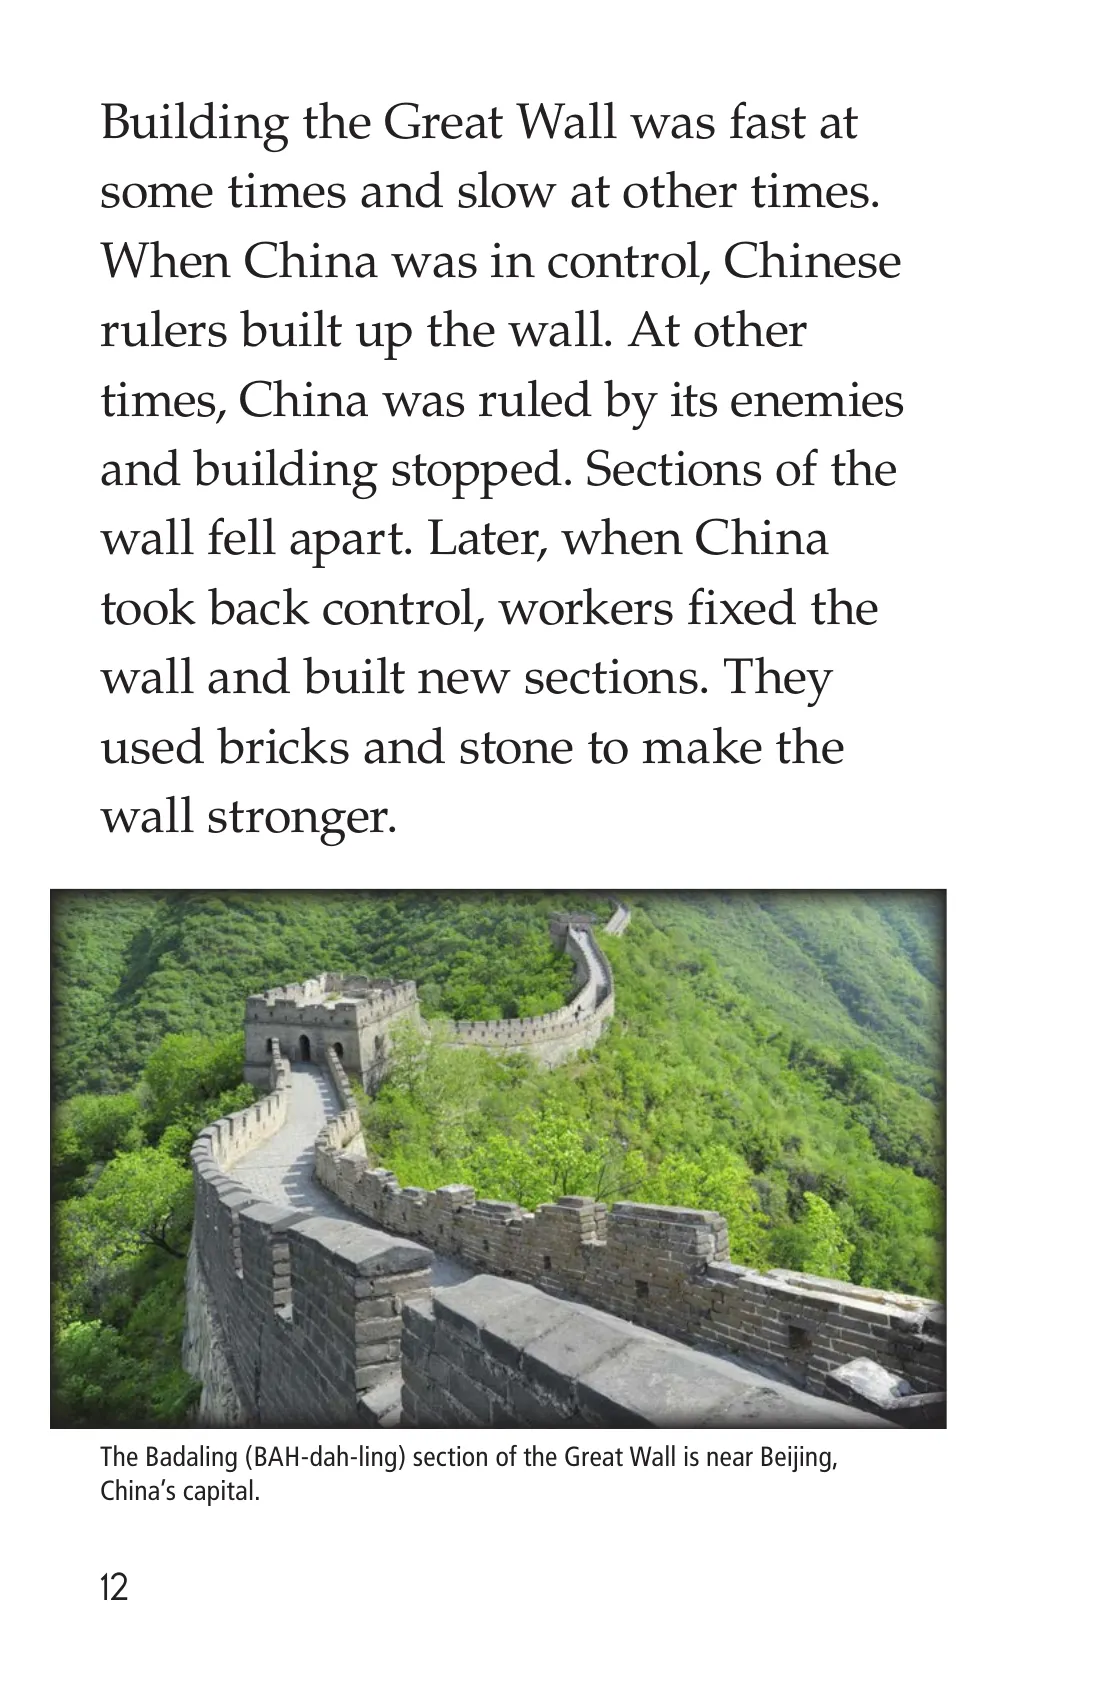 Building the Great Wall was fast at
some times and slow at other times.
When China was in control, Chinese
rulers built up the wall. At other
times, China was ruled by its enemies
and building stopped. Sections of the
wall fell apart. Later, when China
took back control, workers fixed the
wall and built new sections. They
used bricks and stone to make the
wall stronger.
The Badaling (BAH-dah-ling) section of the Great Wall is near Beijing,
China’s capital.
12